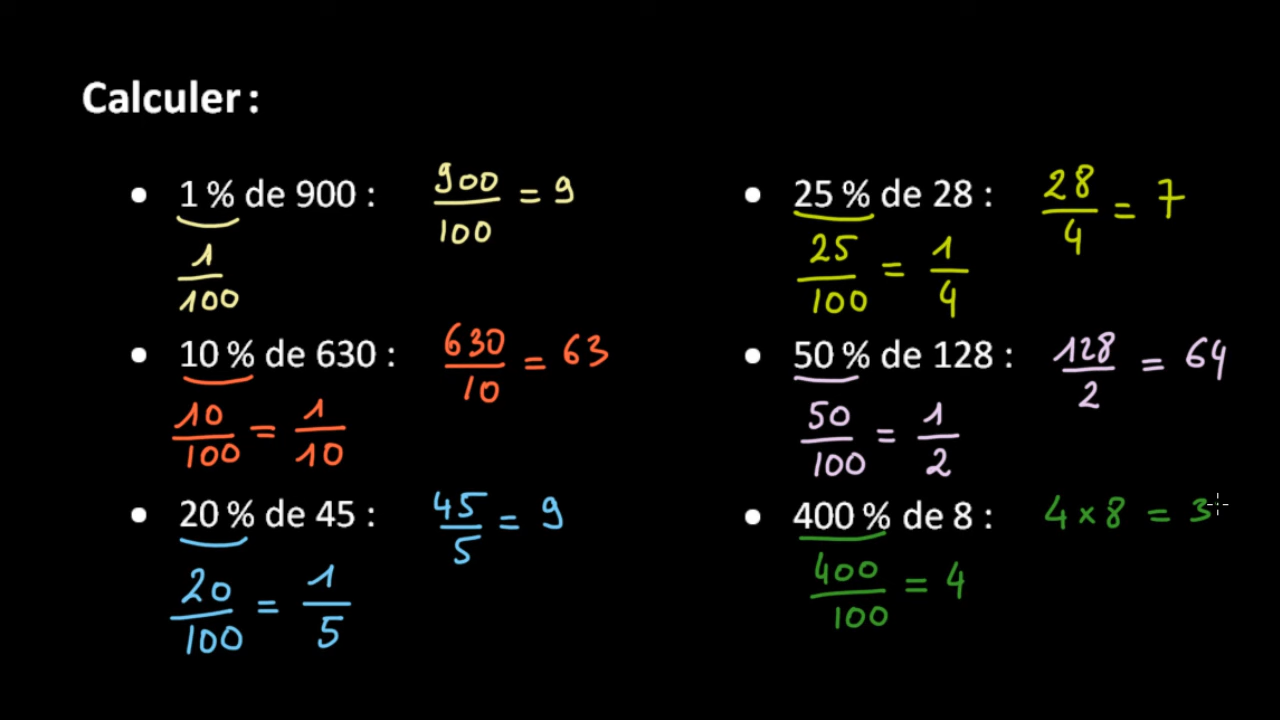 Calculer :
• 1 % de 900 : 900/100 = 9
1/100
• 10 % de 630 : 630/10 = 63
10/100 = 1/10
• 20 % de 45 : 45/5 = 9
20/100 = 1/5
• 25 % de 28 : 28/4 = 7
25/100 = 1/4
• 50 % de 128 : 128/2 = 64
50/100 = 1/2
• 400 % de 8 : 4 × 8 = 3
400/100 = 4